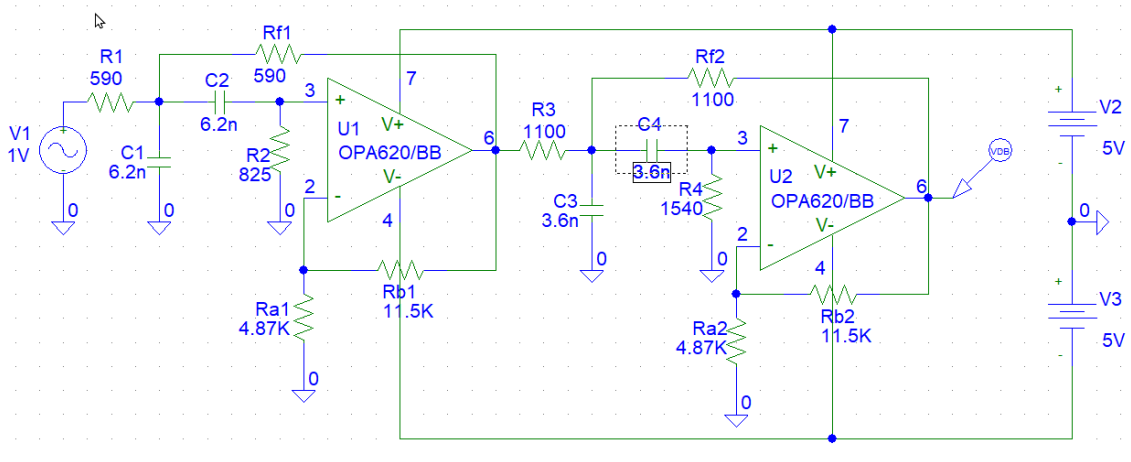 R1
590
Rf1
590
C2
6.2n
3
+
7
V+
U1
OPA620/BB
6
V-
2
-
4
V1
1V
+
-
0
C1
6.2n
0
R2
825
0
Rb1
11.5K
Ra1
4.87K
0
R3
1100
Rf2
1100
C4
3.6n
3
+
7
V+
U2
OPA620/BB
6
V-
2
-
4
C3
3.6n
0
R4
1540
0
Rb2
11.5K
Ra2
4.87K
0
VDB
+
V2
-
5V
0
+
V3
-
5V